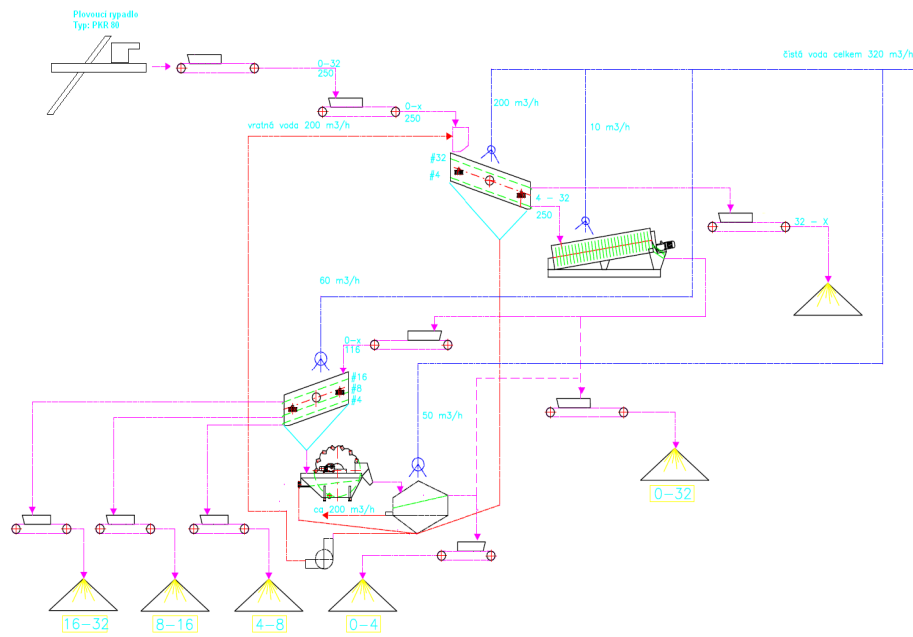 Plovoucí rypadlo
Typ: PKR 80
0-32
250
čistá voda celkem 320 m3/h
0-x
250
200 m3/h
vratná voda 200 m3/h
10 m3/h
#32
#4
4 - 32
250
32 - X
60 m3/h
0-x
116
#16
#8
#4
50 m3/h
0-32
ca 200 m3/h
16-32
8-16
4-8
0-4